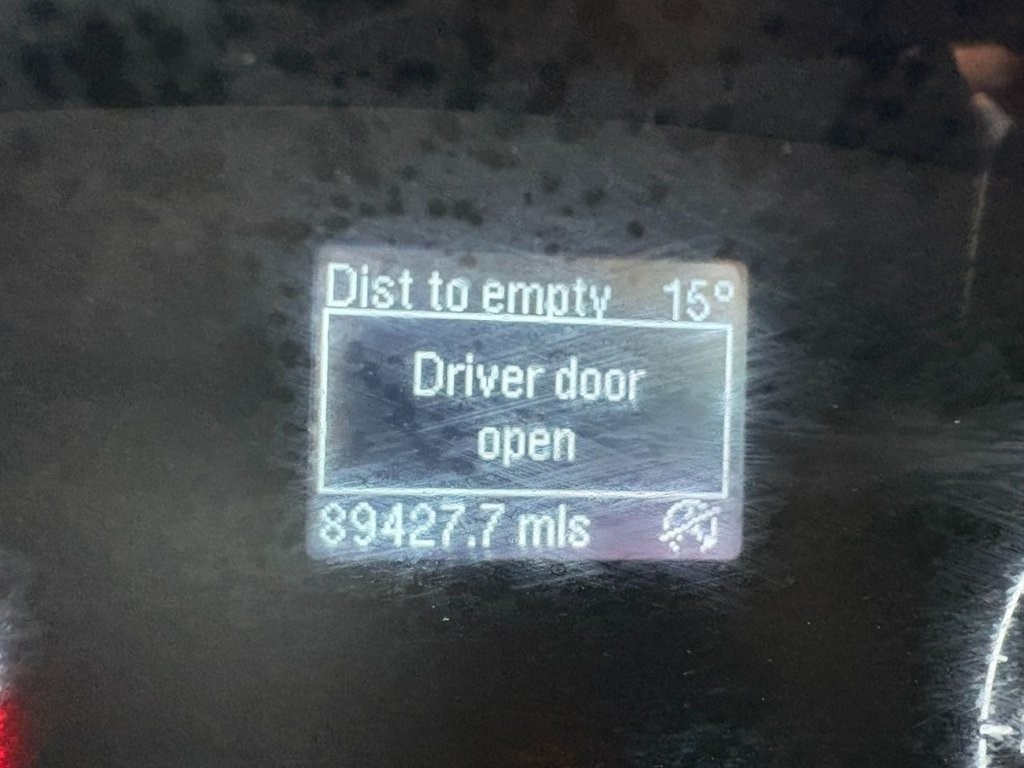 Dist to empty 15°
Driver door
open
89427.7 mls